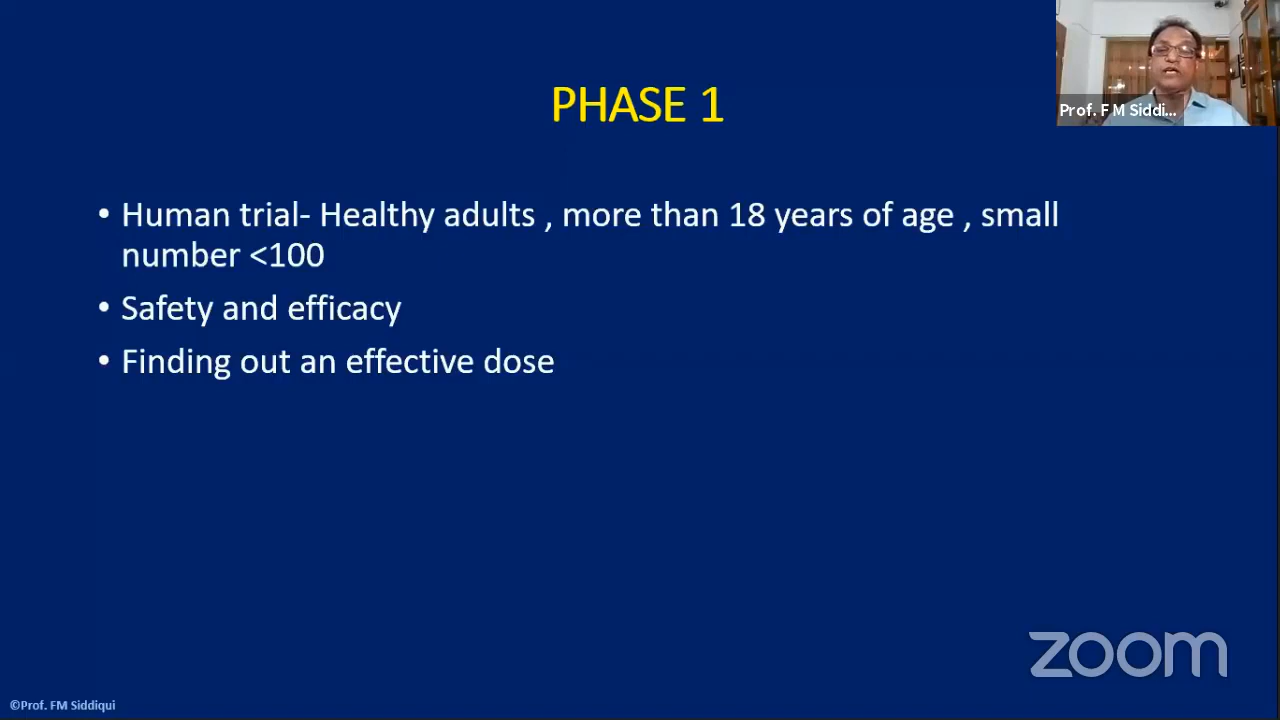 PHASE 1
Prof. F M Siddi...
• Human trial- Healthy adults , more than 18 years of age , small
number <100
• Safety and efficacy
• Finding out an effective dose
zoom
©Prof. FM Siddiqui